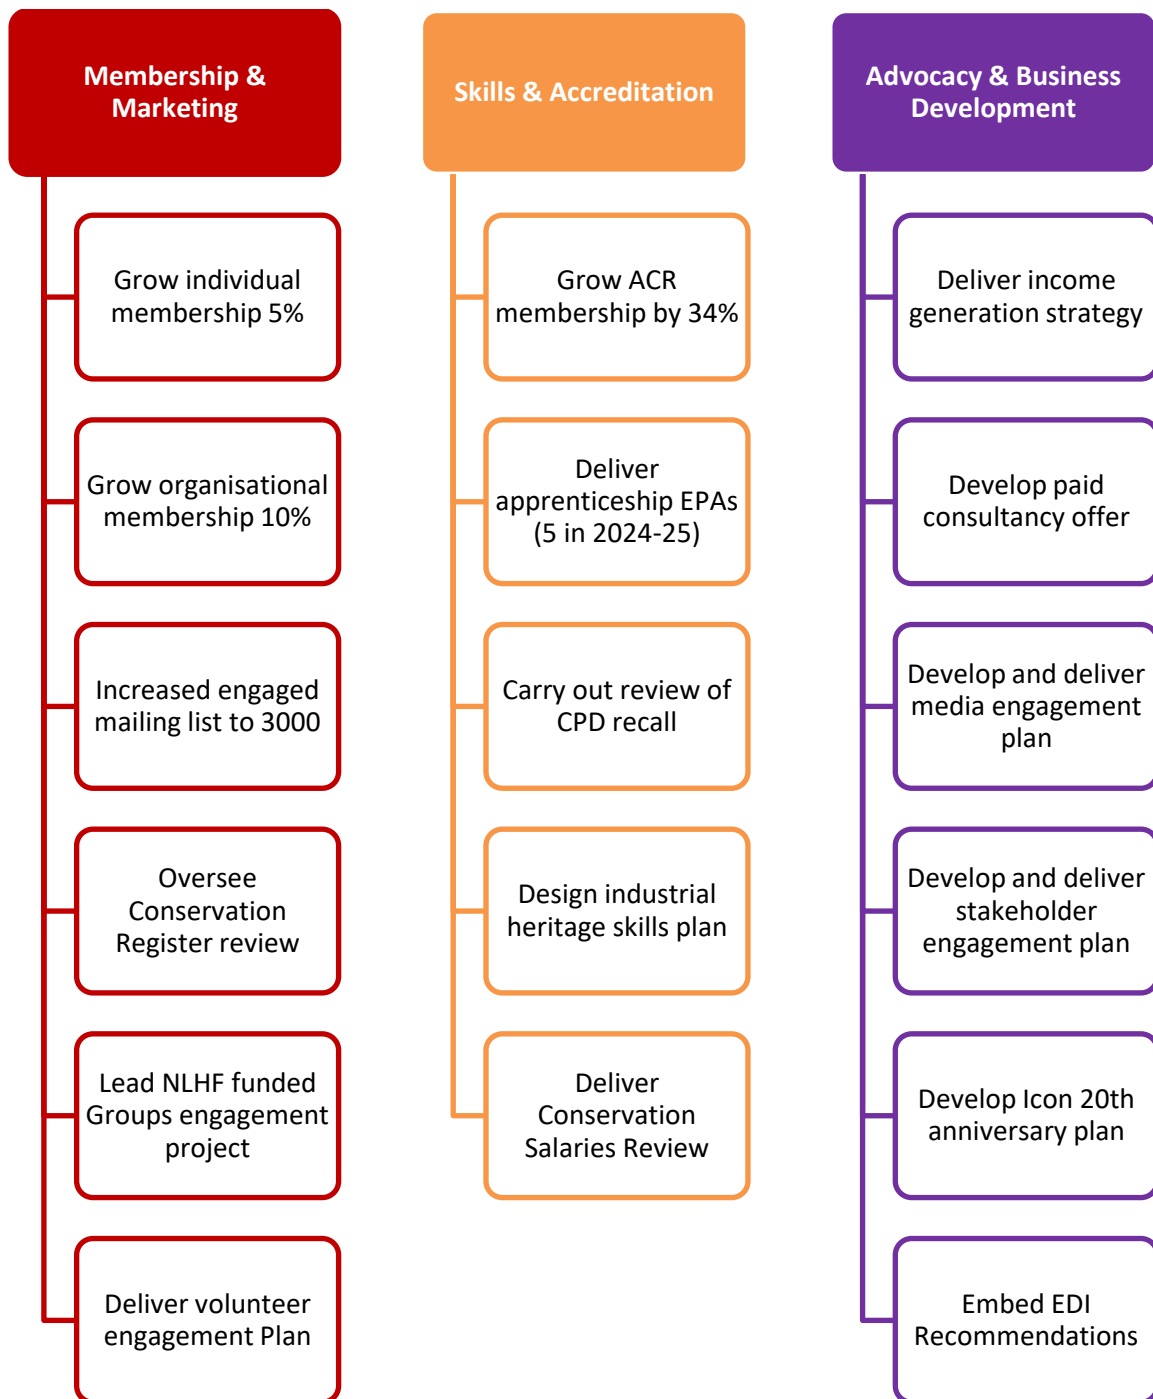 Membership &
Marketing
Grow individual
membership 5%
Grow organisational
membership 10%
Increased engaged
mailing list to 3000
Oversee
Conservation
Register review
Lead NLHF funded
Groups engagement
project
Deliver volunteer
engagement Plan
Skills & Accreditation
Grow ACR
membership by 34%
Deliver
apprenticeship EPAs
(5 in 2024-25)
Carry out review of
CPD recall
Design industrial
heritage skills plan
Deliver
Conservation
Salaries Review
Advocacy & Business
Development
Deliver income
generation strategy
Develop paid
consultancy offer
Develop and deliver
media engagement
plan
Develop and deliver
stakeholder
engagement plan
Develop Icon 20th
anniversary plan
Embed EDI
Recommendations